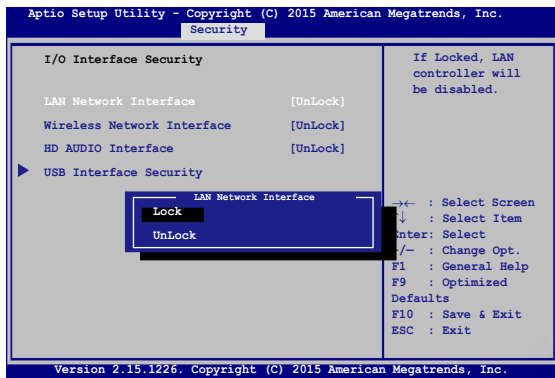 Aptio Setup Utility - Copyright (C) 2015 American Megatrends, Inc.
Security
I/O Interface Security
LAN Network Interface [UnLock]
Wireless Network Interface [UnLock]
HD AUDIO Interface [UnLock]
USB Interface Security
LAN Network Interface
Lock
UnLock
If Locked, LAN
controller will
be disabled.
→← : Select Screen
↑↓ : Select Item
Enter: Select
+/— : Change Opt.
F1 : General Help
F9 : Optimized
Defaults
F10 : Save & Exit
ESC : Exit
Version 2.15.1226. Copyright (C) 2015 American Megatrends, Inc.